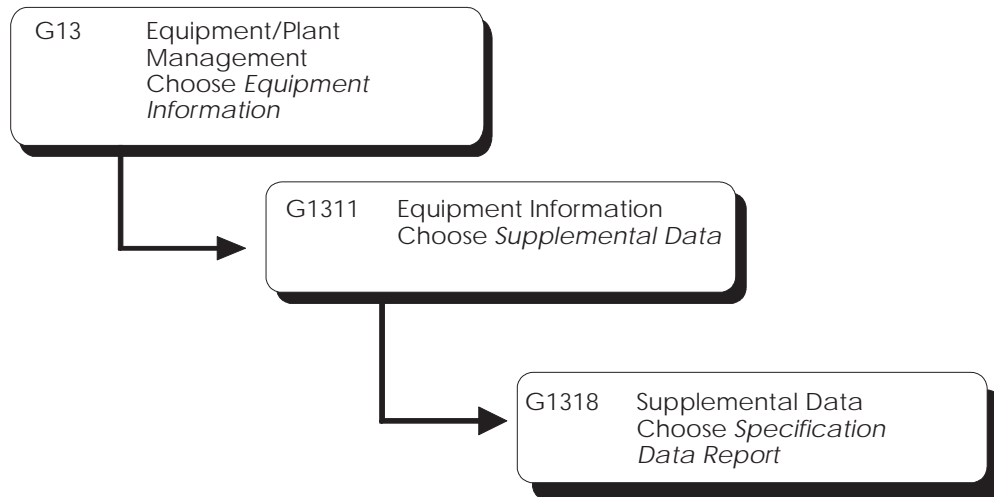 G13 Equipment/Plant
Management
Choose Equipment
Information
G1311 Equipment Information
Choose Supplemental Data
G1318 Supplemental Data
Choose Specification
Data Report